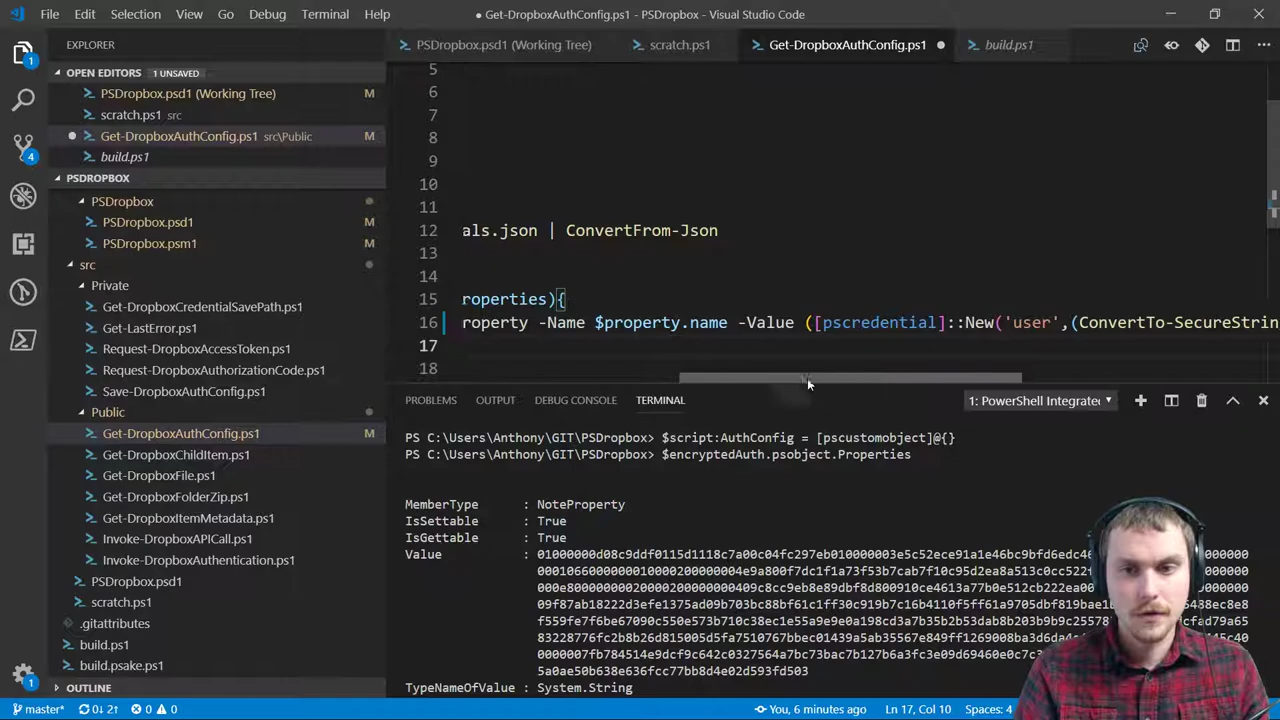 File Edit Selection View Go Debug Terminal Help
● Get-DropboxAuthConfig.ps1 - PSDropbox - Visual Studio Code
EXPLORER
OPEN EDITORS 1 UNSAVED
PSDropbox.psd1 (Working Tree) M
scratch.ps1 src
Get-DropboxAuthConfig.ps1 src\Public M
build.ps1
PSDROPBOX
PSDropbox
PSDropbox.psd1 M
PSDropbox.psm1 M
src
Private
Get-DropboxCredentialSavePath.ps1
Get-LastError.ps1
Request-DropboxAccessToken.ps1
Request-DropboxAuthorizationCode.ps1
Save-DropboxAuthConfig.ps1
Public
Get-DropboxAuthConfig.ps1 M
Get-DropboxChildItem.ps1
Get-DropboxFile.ps1
Get-DropboxFolderZip.ps1
Get-DropboxItemMetadata.ps1
Invoke-DropboxAPICall.ps1
Invoke-DropboxAuthentication.ps1
PSDropbox.psd1
scratch.ps1
.gitattributes
build.ps1
build.psake.ps1
OUTLINE
1
4
1
PSDropbox.psd1 (Working Tree) scratch.ps1 Get-DropboxAuthConfig.ps1 build.ps1
5
6
7
8
9
10
11
12 als.json | ConvertFrom-Json
13
14
15 roperties){
16 roperty -Name $property.name -Value ([pscredential]::New('user',(ConvertTo-SecureStrin
17
18
PROBLEMS OUTPUT DEBUG CONSOLE TERMINAL 1: PowerShell Integrate
PS C:\Users\Anthony\GIT\PSDropbox> $script:AuthConfig = [pscustomobject]@{}
PS C:\Users\Anthony\GIT\PSDropbox> $encryptedAuth.psobject.Properties
MemberType : NoteProperty
IsSettable : True
IsGettable : True
Value :
TypeNameOfValue : System.String
master* 0↓ 2↑ 0 0 You, 6 minutes ago Ln 17, Col 10 Spaces: 4